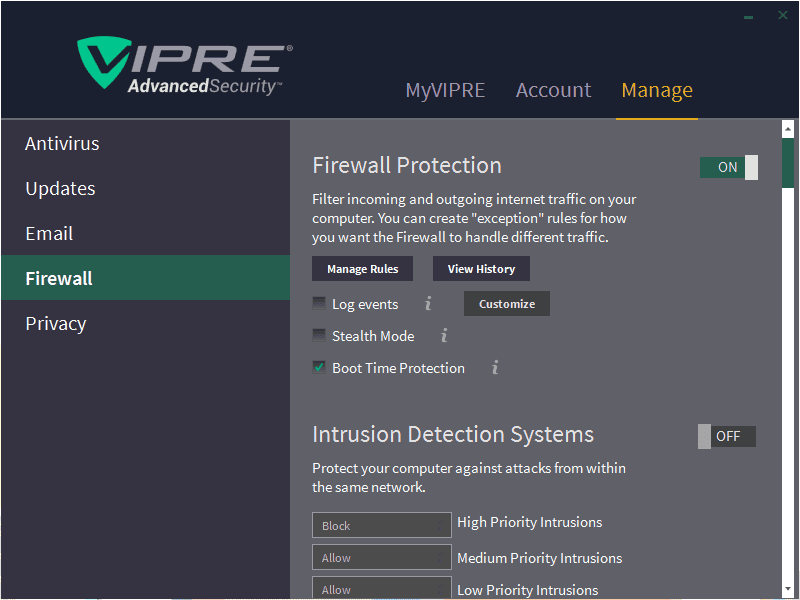 VIPRE®
AdvancedSecurity™
MyVIPRE Account Manage
Antivirus
Updates
Email
Firewall
Privacy
Firewall Protection
ON
Filter incoming and outgoing internet traffic on your
computer. You can create "exception" rules for how
you want the Firewall to handle different traffic.
Manage Rules View History
Log events i Customize
Stealth Mode i
Boot Time Protection i
Intrusion Detection Systems
OFF
Protect your computer against attacks from within
the same network.
Block High Priority Intrusions
Allow Medium Priority Intrusions
Allow Low Priority Intrusions